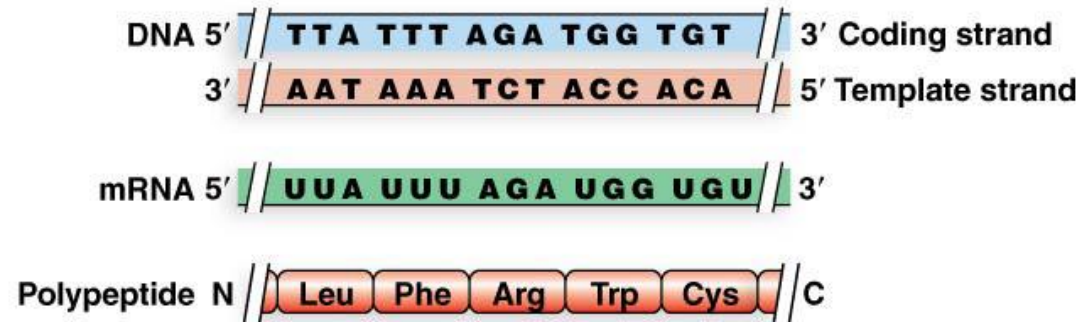 DNA 5′ TTA TTT AGA TGG TGT 3′ Coding strand
3′ AAT AAA TCT ACC ACA 5′ Template strand
mRNA 5′ UUA UUU AGA UGG UGU 3′
Polypeptide N Leu Phe Arg Trp Cys C